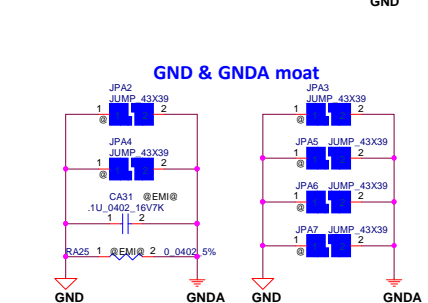 GND
GND & GNDA moat
JPA2
JUMP_43X39
1 2
@
JPA4
JUMP_43X39
1 2
@
CA31 @EMI@
.1U_0402_16V7K
1 2
RA25 1 @EMI@ 2 0_0402_5%
GND
GNDA
JPA3
JUMP_43X39
1 2
@
JPA5 JUMP_43X39
1 2
@
JPA6 JUMP_43X39
1 2
@
JPA7 JUMP_43X39
1 2
@
GND
GNDA